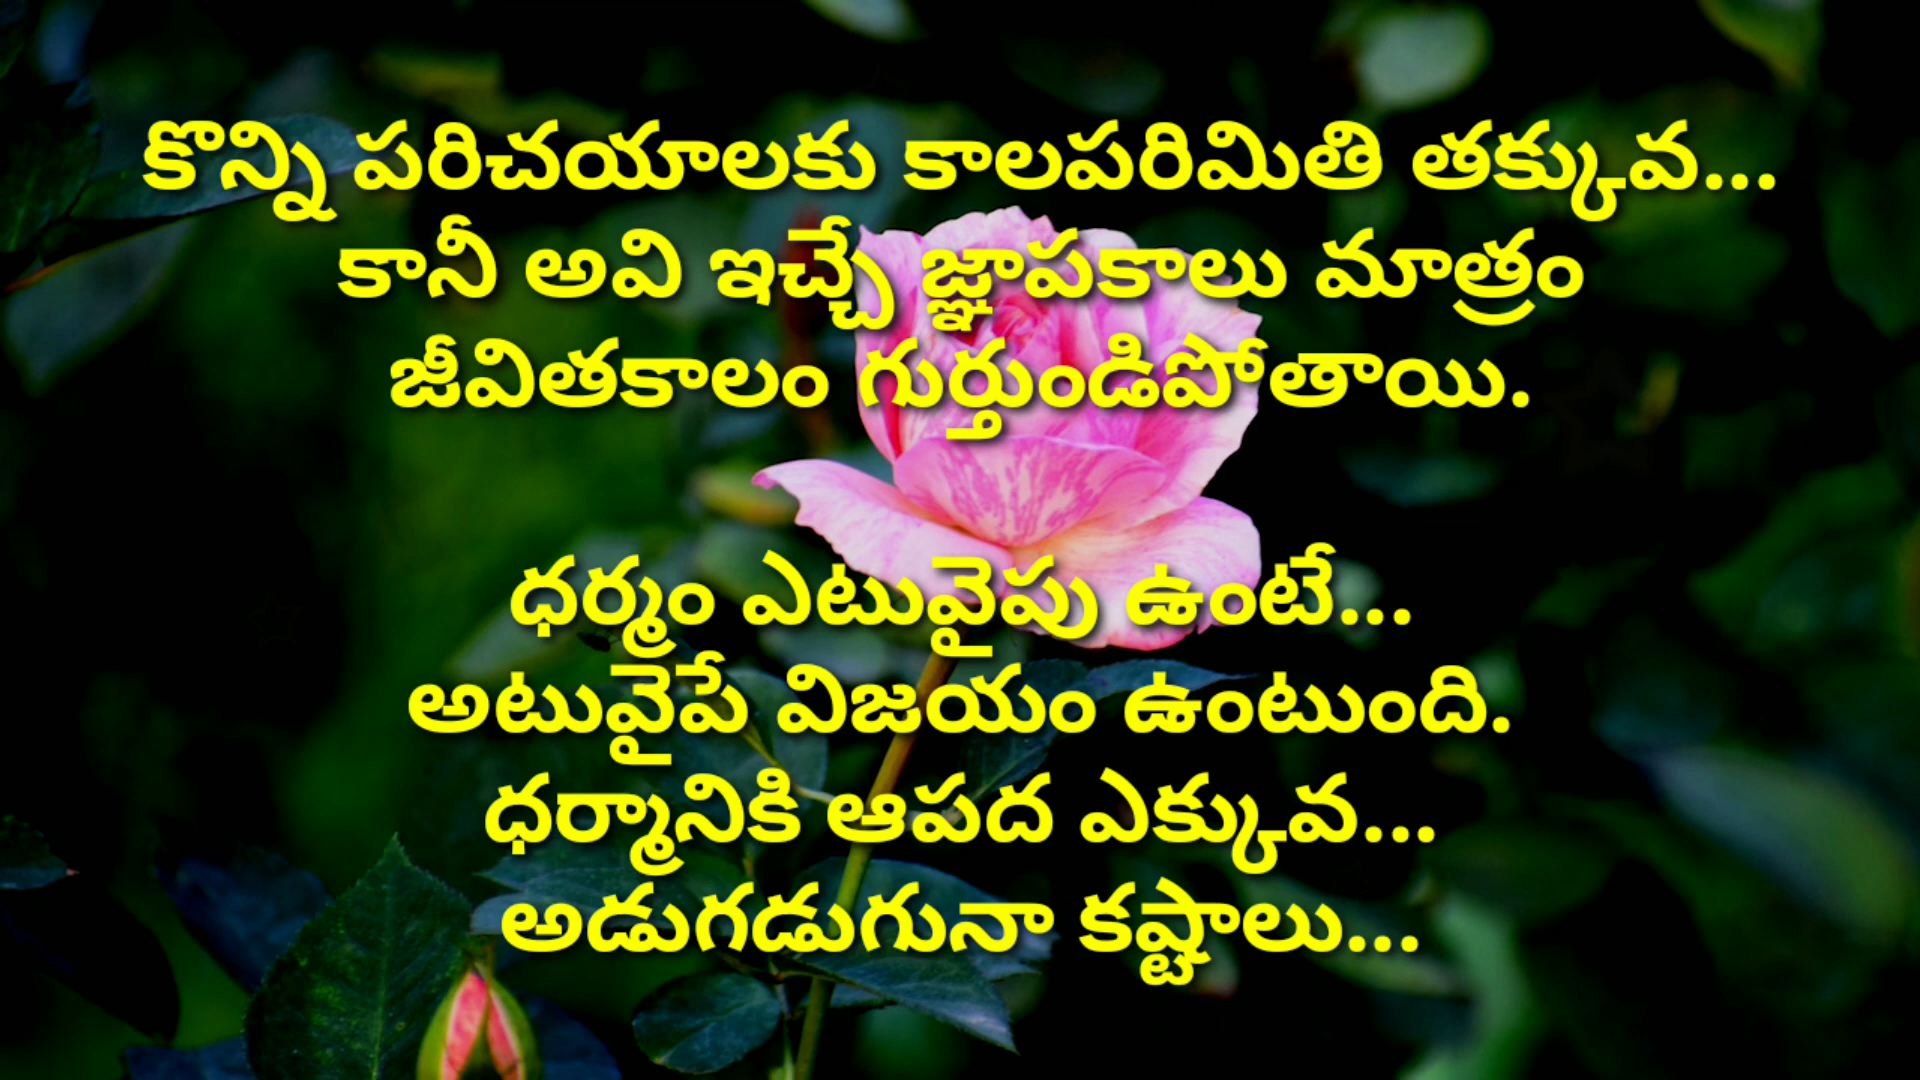 కొన్ని పరిచయాలకు కాలపరిమితి తక్కువ...
కానీ అవి ఇచ్చే జ్ఞాపకాలు మాత్రం
జీవితకాలం గుర్తుండిపోతాయి.
ధర్మం ఎటువైపు ఉంటే...
అటువైపే విజయం ఉంటుంది.
ధర్మానికి ఆపద ఎక్కువ...
అడుగడుగునా కష్టాలు...